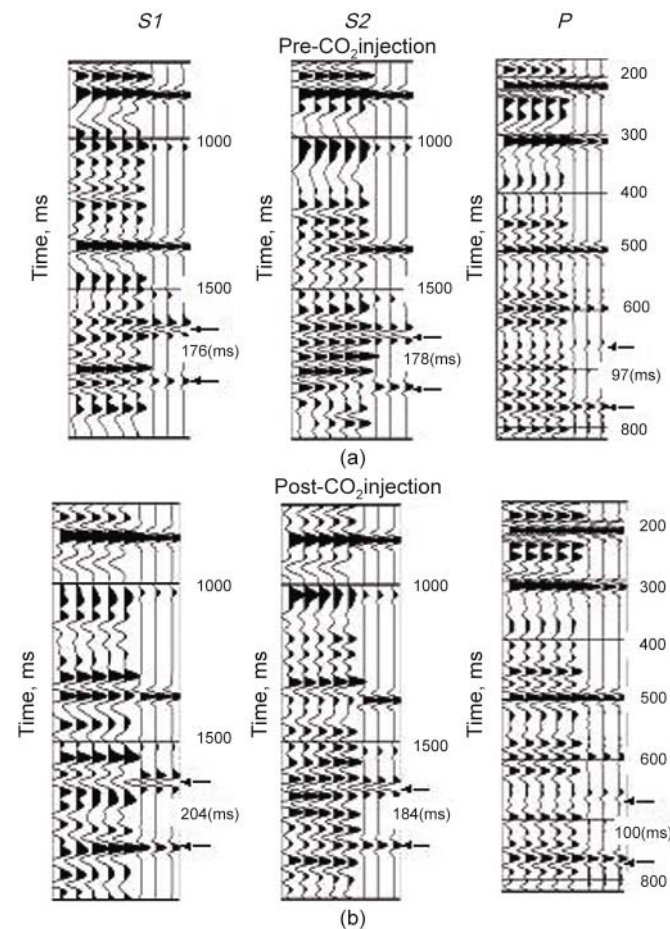 S1 S2 P
Pre-CO2injection
Time, ms
1000
1500
176(ms)
Time, ms
1000
1500
178(ms)
Time, ms
200
300
400
500
600
97(ms)
800
(a)
Post-CO2injection
Time, ms
1000
1500
204(ms)
Time, ms
1000
1500
184(ms)
Time, ms
200
300
400
500
600
100(ms)
800
(b)